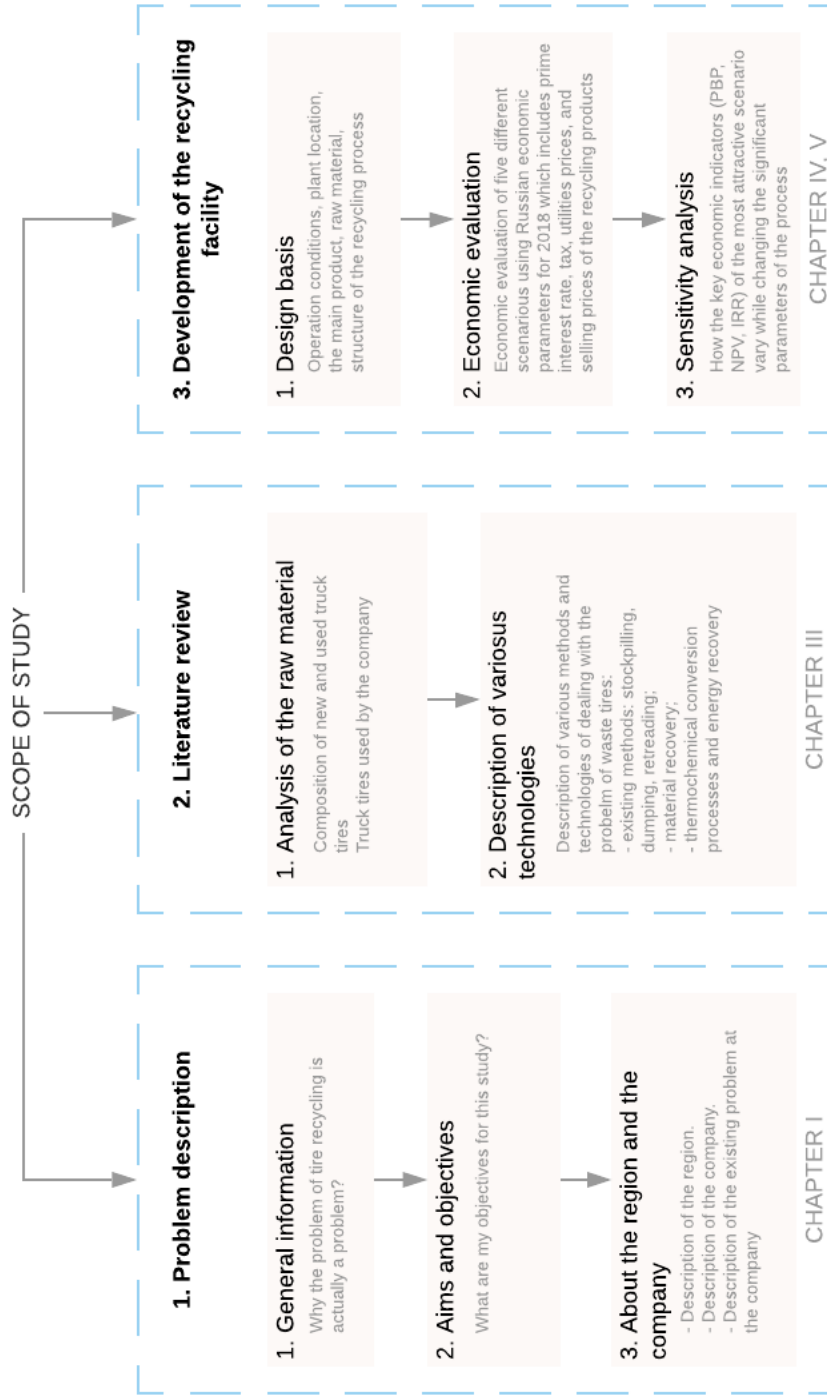 SCOPE OF STUDY
1. Problem description
1. General information
Why the problem of tire recycling is
actually a problem?
2. Aims and objectives
What are my objectives for this study?
3. About the region and the
company
- Description of the region.
- Description of the company.
- Description of the existing problem at
the company
CHAPTER I
2. Literature review
1. Analysis of the raw material
Composition of new and used truck
tires
Truck tires used by the company
2. Description of variosus
technologies
Description of various methods and
technologies of dealing with the
probelm of waste tires:
- existing methods: stockpilling,
dumping, retreading;
- material recovery;
- thermochemical conversion
processes and energy recovery
CHAPTER III
3. Development of the recycling
facility
1. Design basis
Operation conditions, plant location,
the main product, raw material,
structure of the recycling process
2. Economic evaluation
Economic evaluation of five different
scenarious using Russian economic
parameters for 2018 which includes prime
interest rate, tax, utilities prices, and
selling prices of the recycling products
3. Sensitivity analysis
How the key economic indicators (PBP,
NPV, IRR) of the most attractive scenario
vary while changing the significant
parameters of the process
CHAPTER IV, V